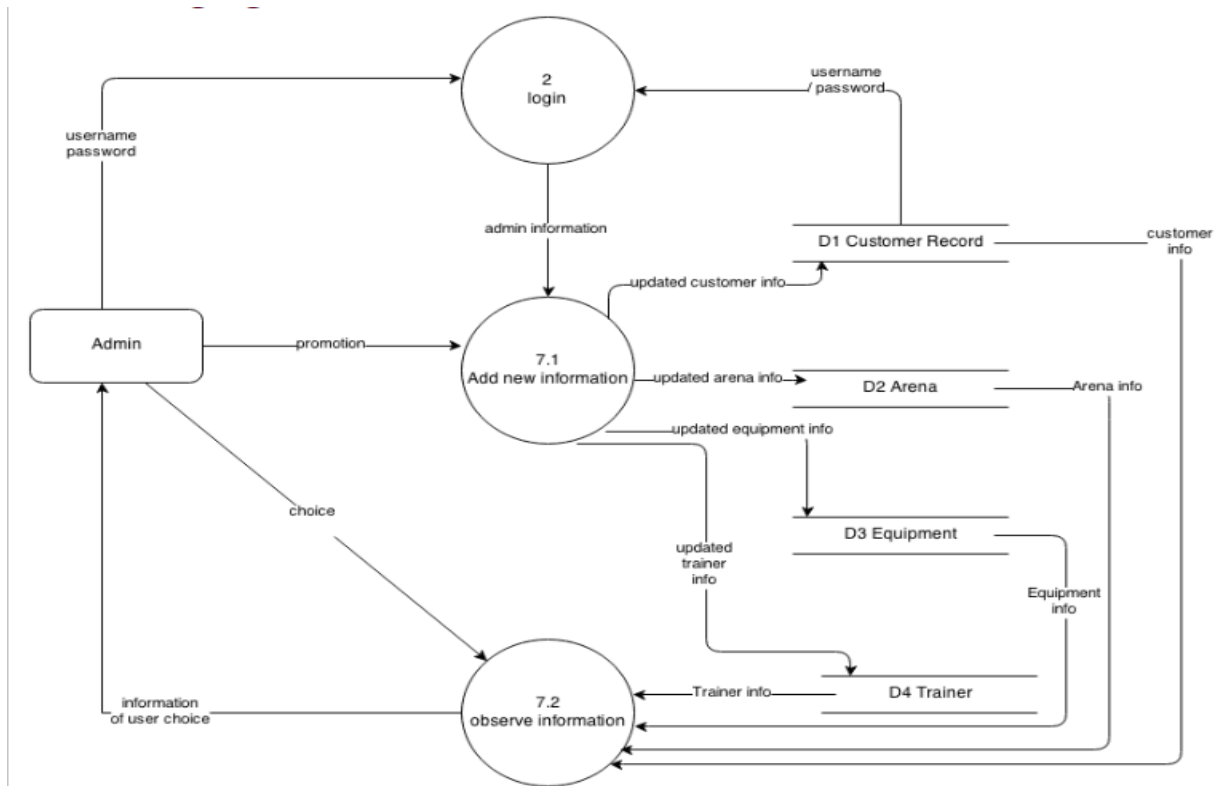 2
login
username
/ password
username
password
admin information
D1 Customer Record
customer
info
updated customer info
Admin
promotion
7.1
Add new information
updated arena info
D2 Arena
Arena info
updated equipment info
choice
D3 Equipment
updated
trainer
info
Equipment
info
information
of user choice
7.2
observe information
Trainer info
D4 Trainer